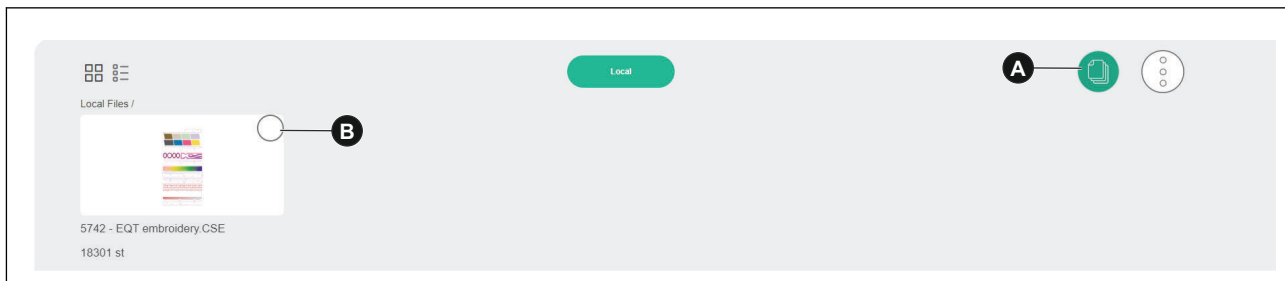 Local
A
Local Files /
B
5742 - EQT embroidery.CSE
18301 st